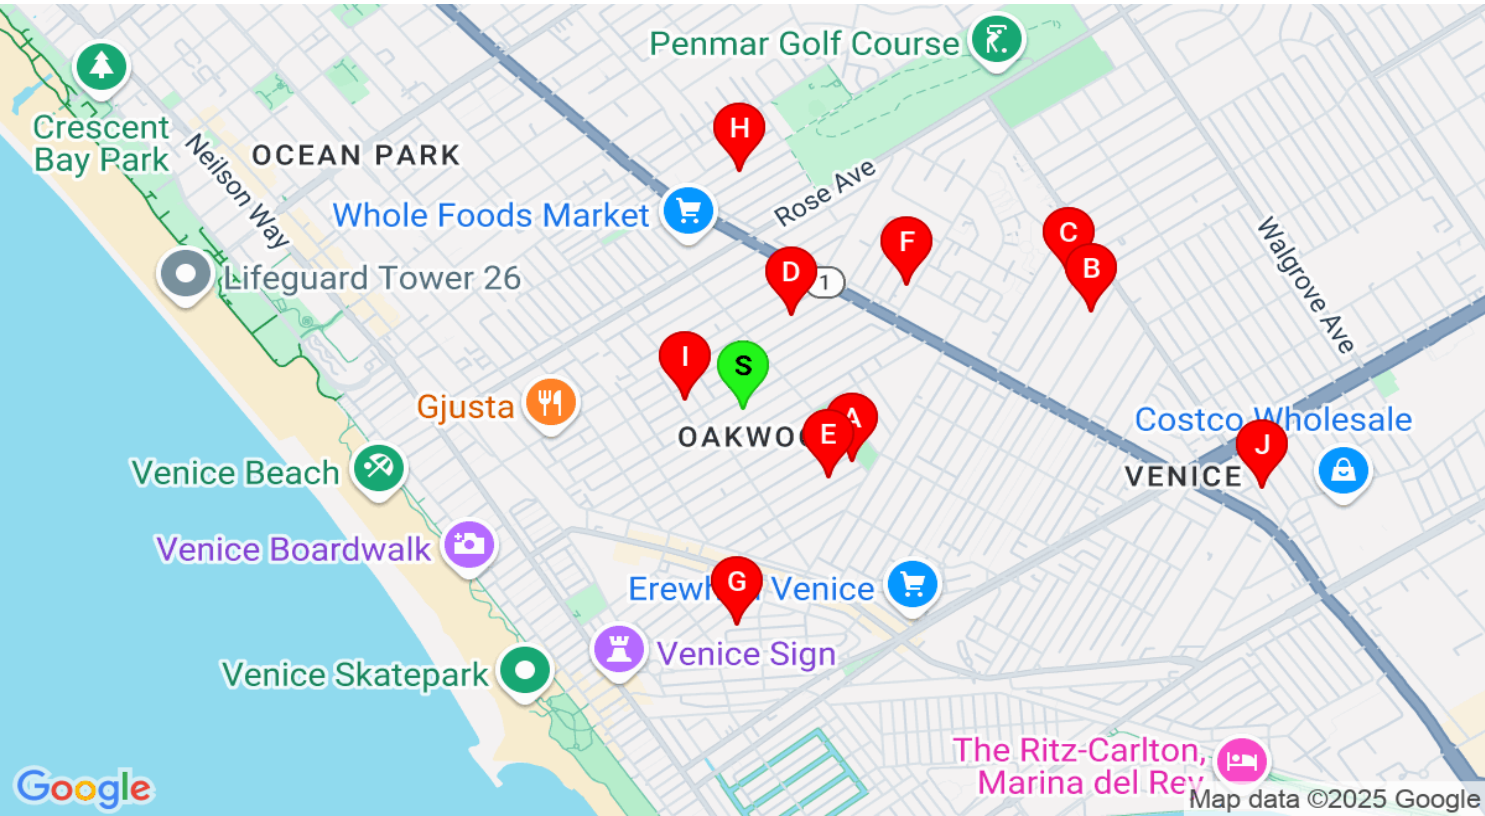 Penmar Golf Course
Crescent
Bay Park
Neilson Way
OCEAN PARK
H
Whole Foods Market
Rose Ave
Lifeguard Tower 26
D
1
F
C
B
Walgrove Ave
I
S
Gjusta
OAKWOO
E
A
Costco Wholesale
J
VENICE
Venice Beach
Venice Boardwalk
G
Erewhon Venice
Venice Sign
Venice Skatepark
The Ritz-Carlton,
Marina del Rey
Google
Map data ©2025 Google